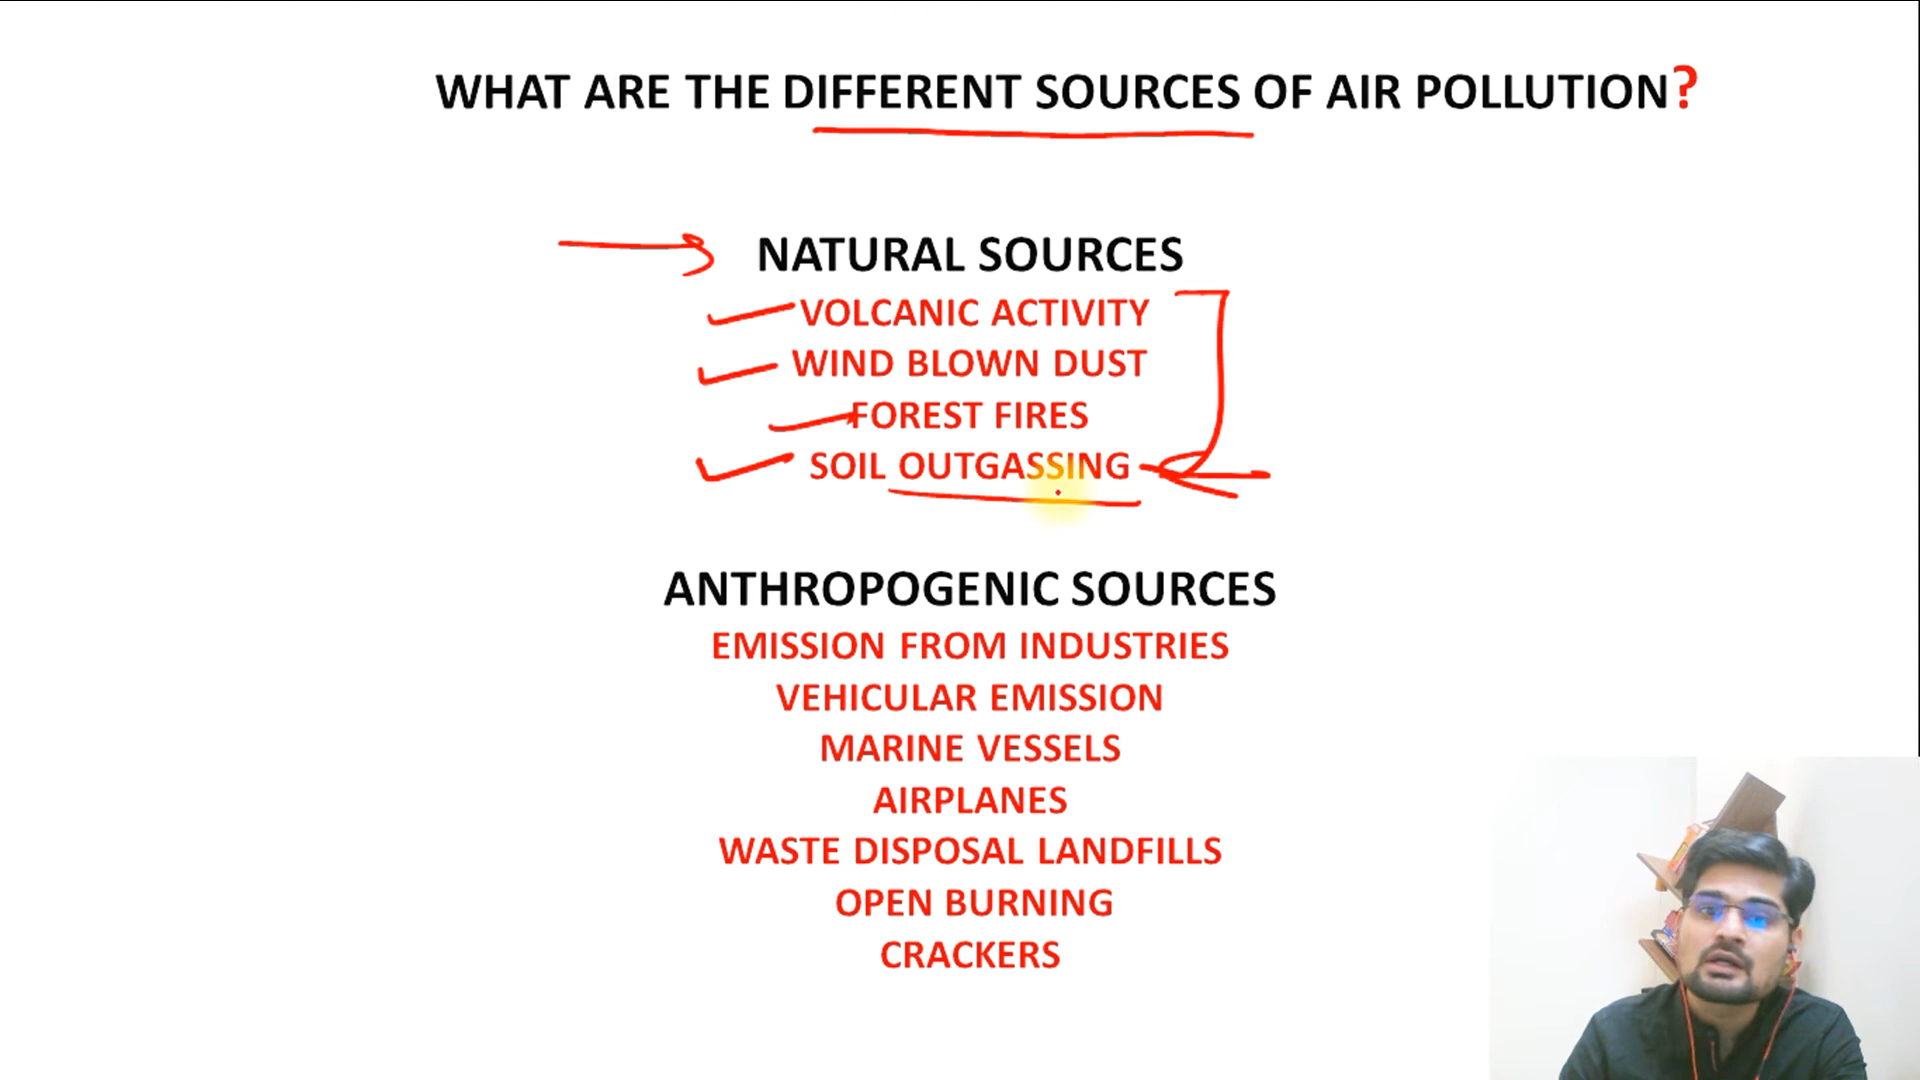 WHAT ARE THE DIFFERENT SOURCES OF AIR POLLUTION?
NATURAL SOURCES
VOLCANIC ACTIVITY
WIND BLOWN DUST
FOREST FIRES
SOIL OUTGASSING
ANTHROPOGENIC SOURCES
EMISSION FROM INDUSTRIES
VEHICULAR EMISSION
MARINE VESSELS
AIRPLANES
WASTE DISPOSAL LANDFILLS
OPEN BURNING
CRACKERS